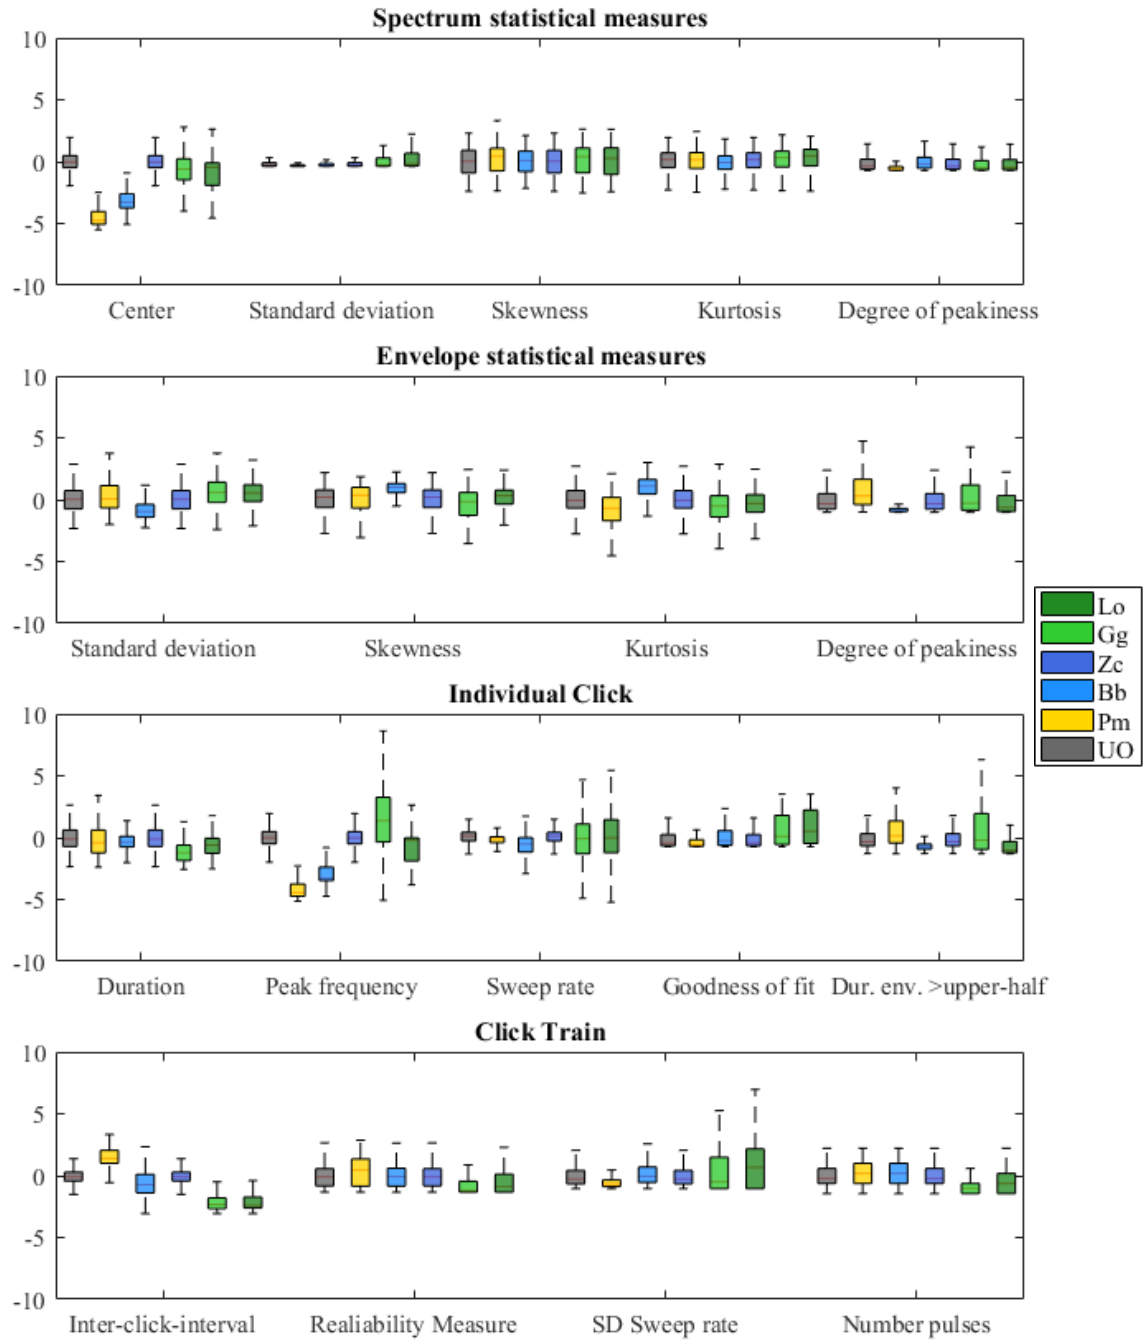 Spectrum statistical measures
10
5
0
-5
-10
Center Standard deviation Skewness Kurtosis Degree of peakiness
Envelope statistical measures
10
5
0
-5
-10
Standard deviation Skewness Kurtosis Degree of peakiness
Lo
Gg
Zc
Bb
Pm
UO
Individual Click
10
5
0
-5
-10
Duration Peak frequency Sweep rate Goodness of fit Dur. env. >upper-half
Click Train
10
5
0
-5
-10
Inter-click-interval Realiability Measure SD Sweep rate Number pulses